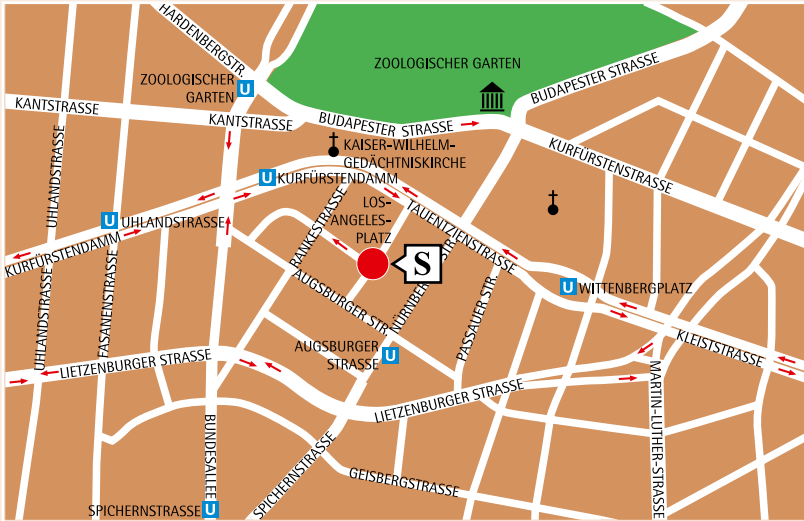 HARDENBERGSTR.
ZOOLOGISCHER
GARTEN
U
ZOOLOGISCHER GARTEN
BUDAPESTER STRASSE
KANTSTRASSE
KANTSTRASSE
BUDAPESTER STRASSE
KURFÜRSTENSTRASSE
UHLANDSTRASSE
KAISER-WILHELM-
GEDÄCHTNISKIRCHE
U KURFÜRSTENDAMM
LOS-
ANGELES-
PLATZ
TAUENTZIENSTRASSE
RANKESTRASSE
U UHLANDSTRASSE
KURFÜRSTENDAMM
S
AUGSBURGER STR.
PASSAUER STR.
U WITTENBERGPLATZ
UHLANDSTRASSE
FASANENSTRASSE
AUGSBURGER
STRASSE
U
KLEISTSTRASSE
LIETZENBURGER STRASSE
LIETZENBURGER STRASSE
MARTIN-LUTHER-STRASSE
BUNDESALLEE
SPICHERNSTRASSE
GEISBERGSTRASSE
SPICHERNSTRASSE U